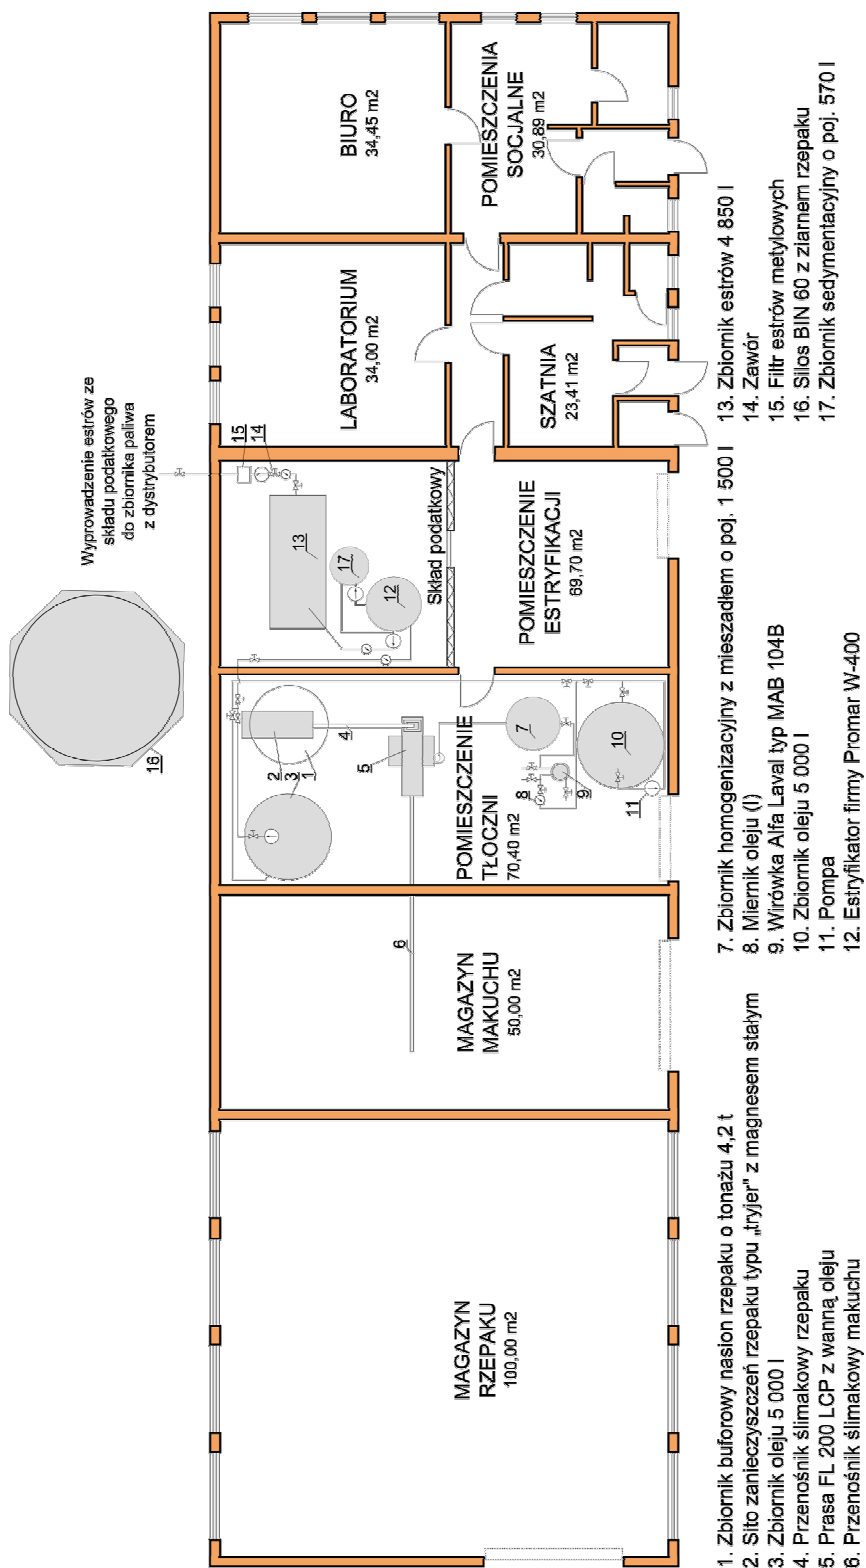 Wyprowadzenie estrów ze
składu podatkowego
do zbiornika paliwa
z dystrybutorem
16
MAGAZYN
RZEPAKU
100,00 m2
MAGAZYN
MAKUCHU
50,00 m2
6
POMIESZCZENIE
TŁOCZNI
70,40 m2
3
2
1
4
5
7
8
9
10
11
15
14
13
17
12
Skład podatkowy
POMIESZCZENIE
ESTRYFIKACJI
69,70 m2
LABORATORIUM
34,00 m2
SZATNIA
23,41 m2
BIURO
34,45 m2
POMIESZCZENIA
SOCJALNE
30,89 m2
1. Zbiornik buforowy nasion rzepaku o tonażu 4,2 t
2. Sito zanieczyszczeń rzepaku typu „tryjer" z magnesem stałym
3. Zbiornik oleju 5 000 l
4. Przenośnik ślimakowy rzepaku
5. Prasa FL 200 LCP z wanną oleju
6. Przenośnik ślimakowy makuchu
7. Zbiornik homogenizacyjny z mieszadłem o poj. 1 500 l
8. Miernik oleju (l)
9. Wirówka Alfa Laval typ MAB 104B
10. Zbiornik oleju 5 000 l
11. Pompa
12. Estryfikator firmy Promar W-400
13. Zbiornik estrów 4 850 l
14. Zawór
15. Filtr estrów metylowych
16. Silos BIN 60 z ziarnem rzepaku
17. Zbiornik sedymentacyjny o poj. 570 l